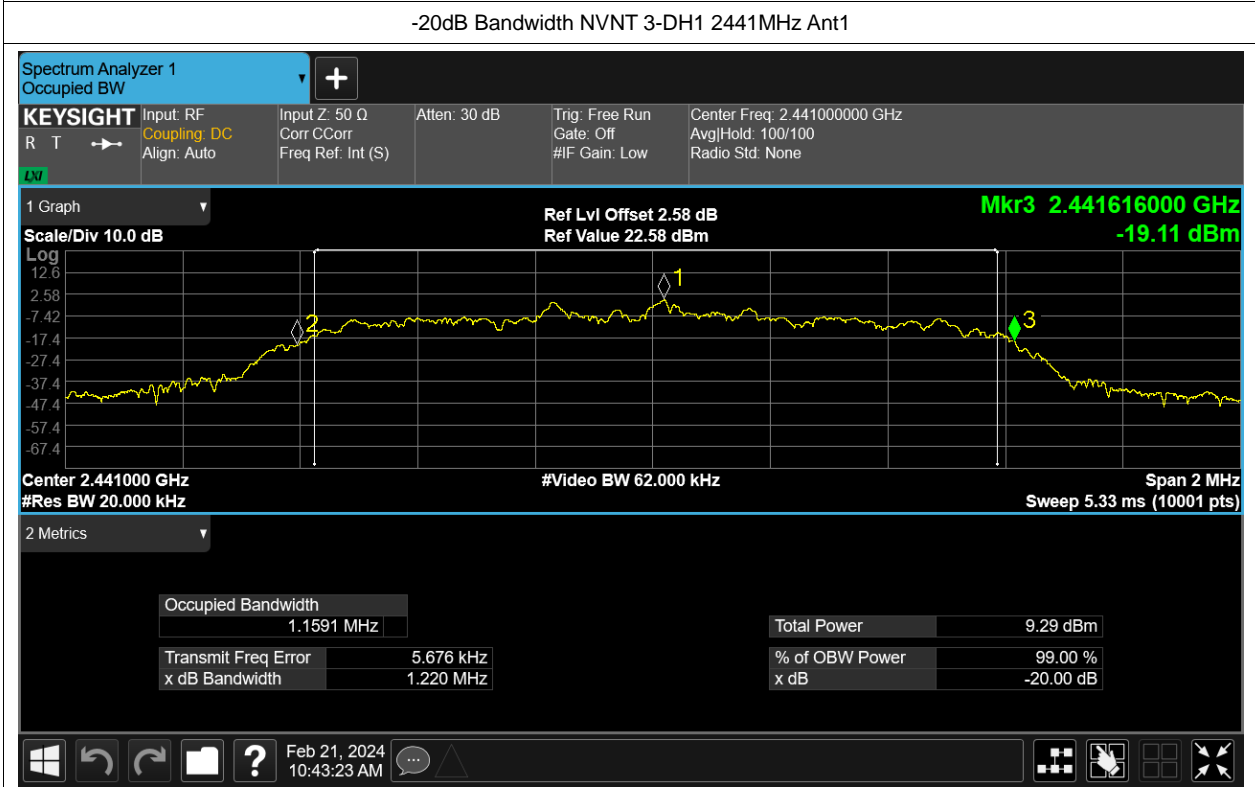 -20dB Bandwidth NVNT 3-DH1 2441MHz Ant1
Spectrum Analyzer 1
Occupied BW
KEYSIGHT
R T
LXI
Input: RF
Coupling: DC
Align: Auto
Input Z: 50 Ω
Corr CCorr
Freq Ref: Int (S)
Atten: 30 dB
Trig: Free Run
Gate: Off
#IF Gain: Low
Center Freq: 2.441000000 GHz
Avg|Hold: 100/100
Radio Std: None
1 Graph
Scale/Div 10.0 dB
Ref Lvl Offset 2.58 dB
Ref Value 22.58 dBm
Mkr3 2.441616000 GHz
-19.11 dBm
Log
12.6
2.58
-7.42
-17.4
-27.4
-37.4
-47.4
-57.4
-67.4
1
2
3
Center 2.441000 GHz
#Res BW 20.000 kHz
#Video BW 62.000 kHz
Span 2 MHz
Sweep 5.33 ms (10001 pts)
2 Metrics
Occupied Bandwidth
1.1591 MHz
Transmit Freq Error 5.676 kHz
x dB Bandwidth 1.220 MHz
Total Power 9.29 dBm
% of OBW Power 99.00 %
x dB -20.00 dB
?
Feb 21, 2024
10:43:23 AM